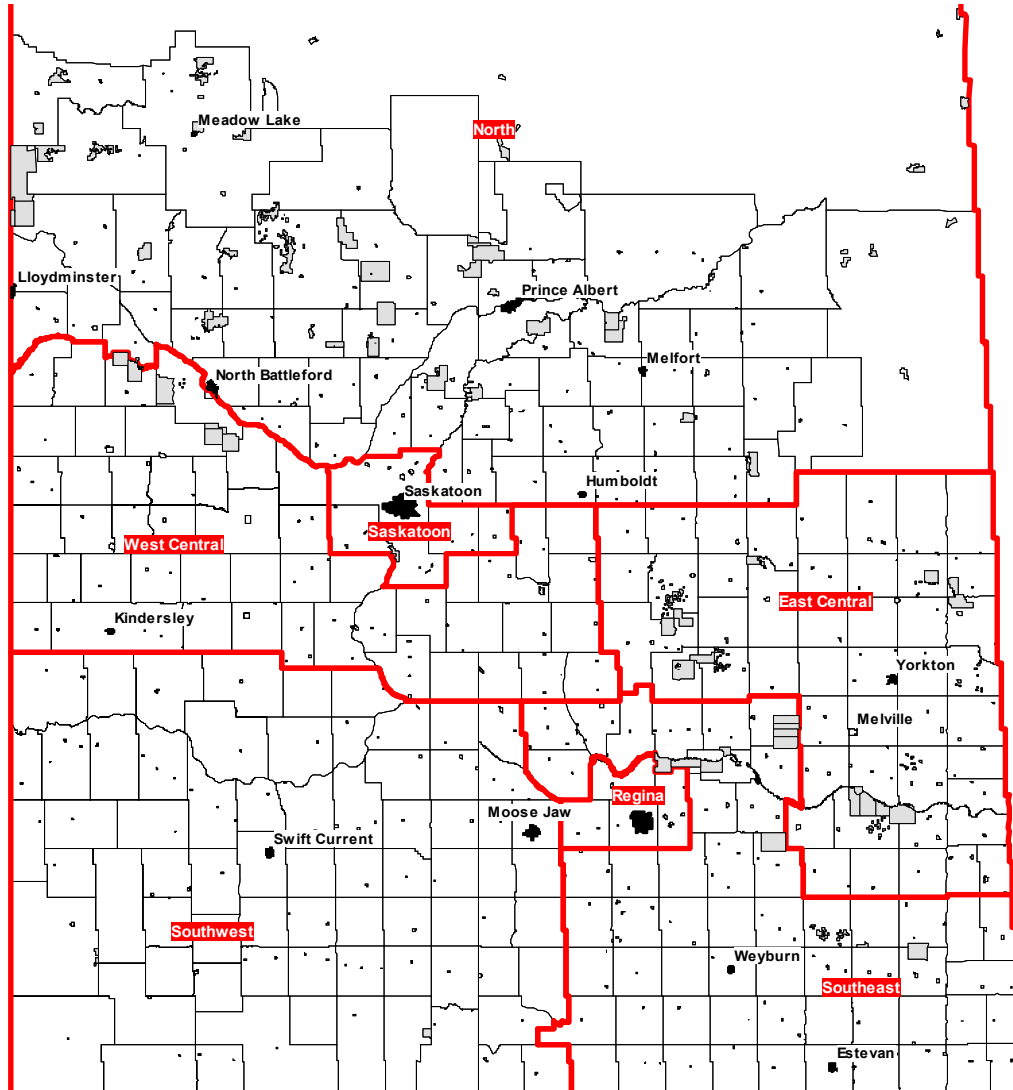 Meadow Lake
North
Lloydminster
Prince Albert
Melfort
North Battleford
Humboldt
Saskatoon
Saskatoon
West Central
East Central
Kindersley
Yorkton
Melville
Regina
Moose Jaw
Swift Current
Southwest
Weyburn
Southeast
Estevan